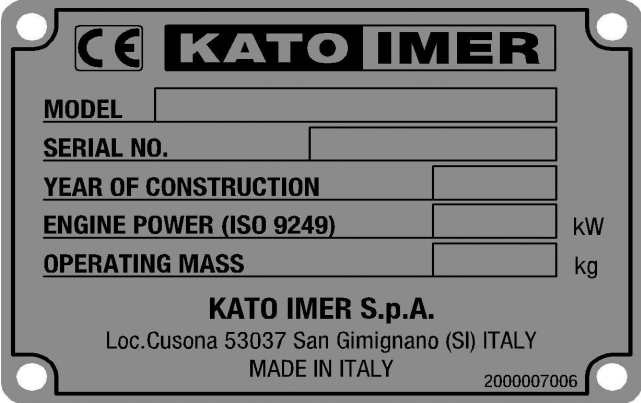 CE KATO IMER
MODEL
SERIAL NO.
YEAR OF CONSTRUCTION
ENGINE POWER (ISO 9249) kW
OPERATING MASS kg
KATO IMER S.p.A.
Loc.Cusona 53037 San Gimignano (SI) ITALY
MADE IN ITALY
2000007006